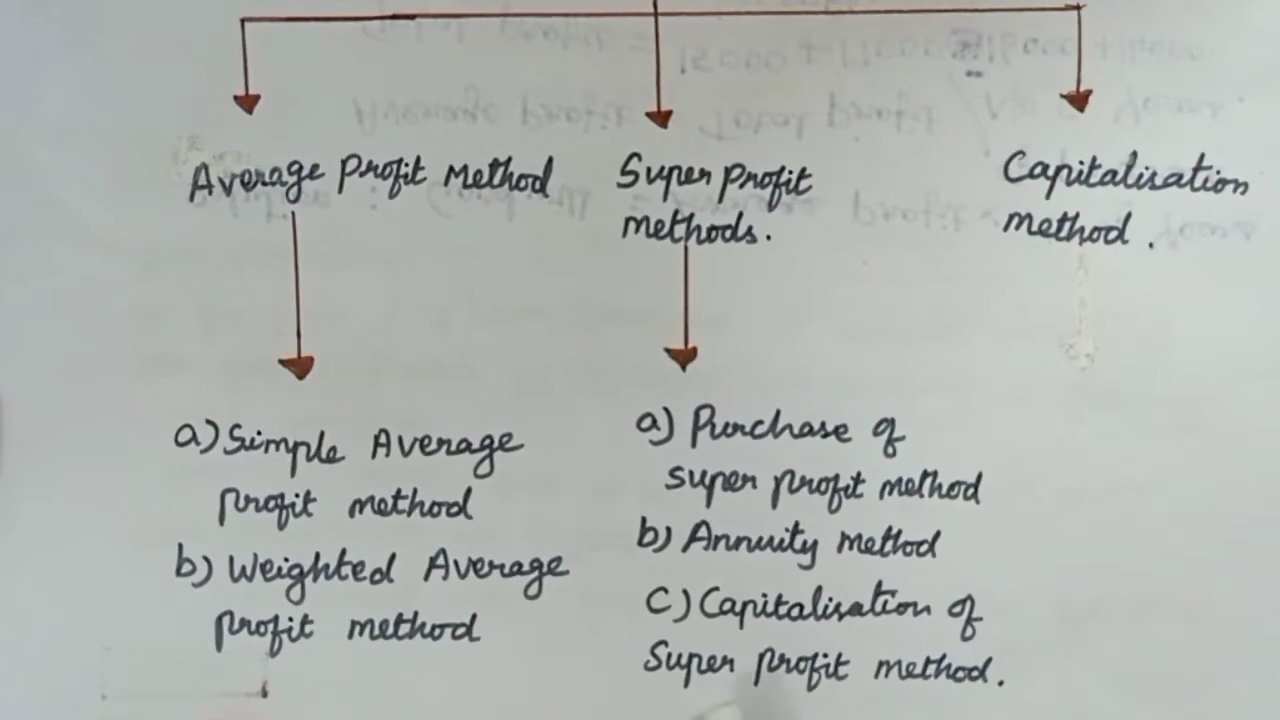 Average Profit Method
Super Profit
methods.
Capitalisation
method.
a) Simple Average
profit method
b) Weighted Average
profit method
a) Purchase of
super profit method
b) Annuity method
c) Capitalisation of
Super profit method.